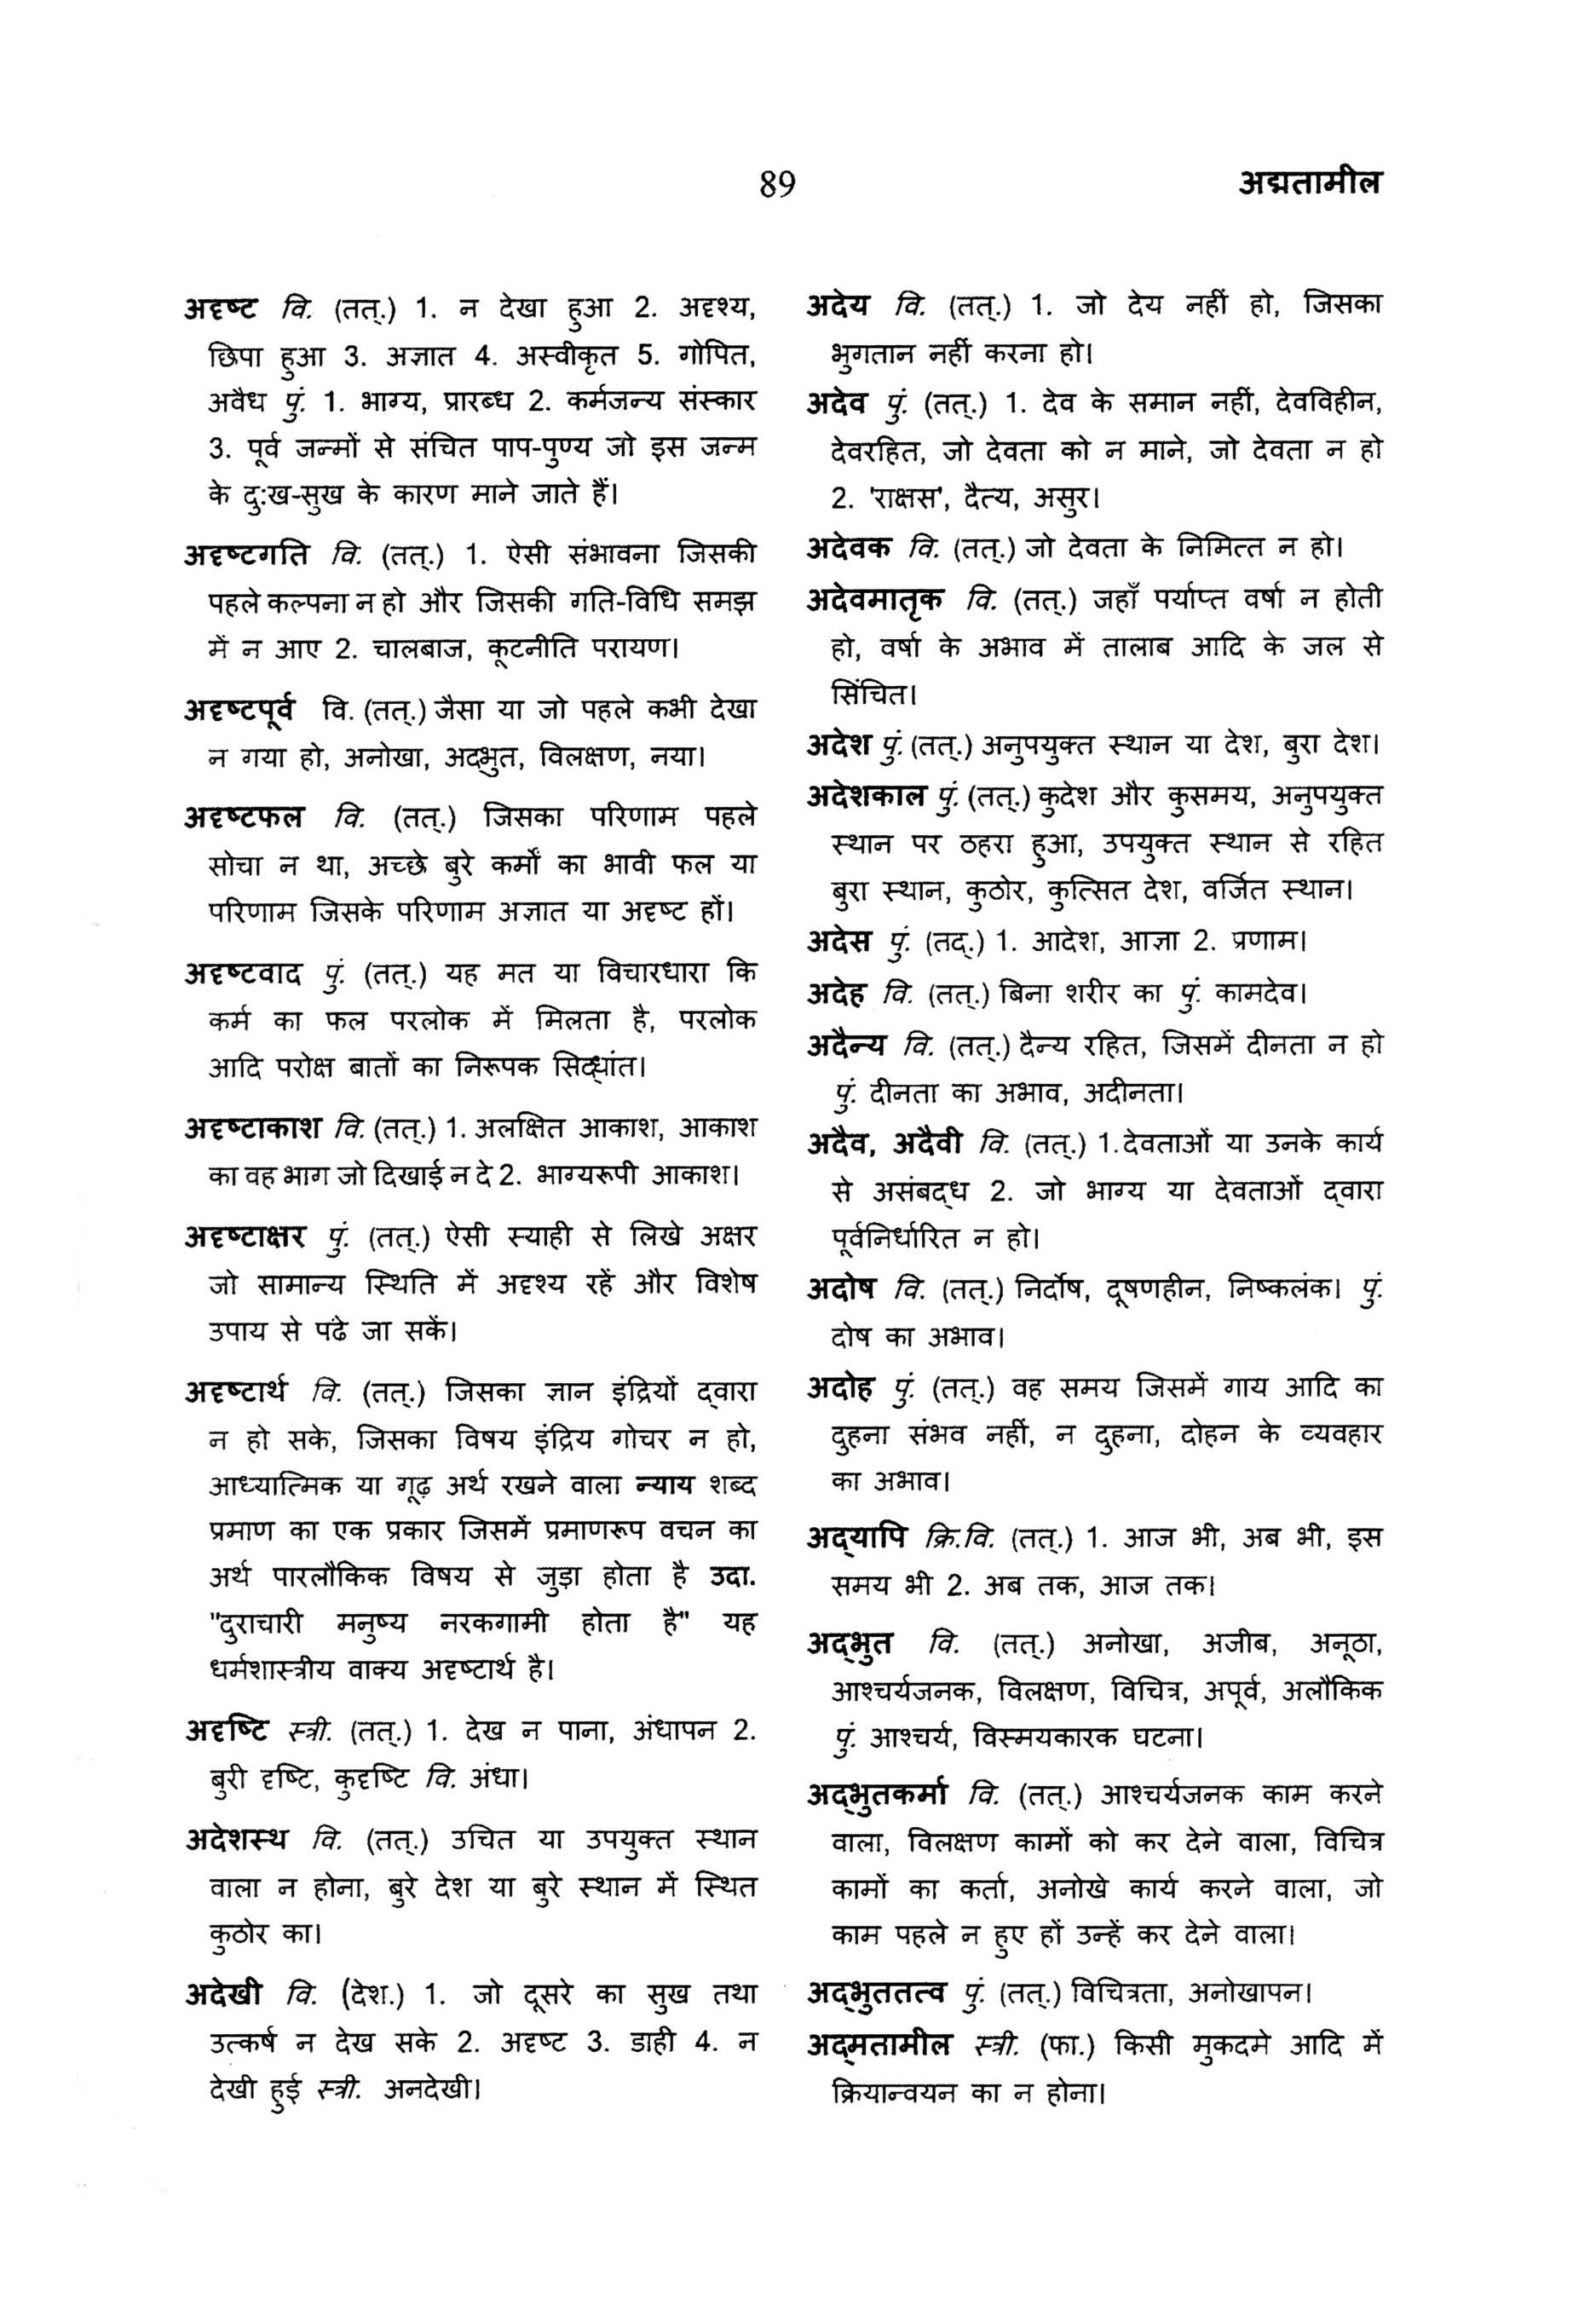 89
अद्मतामील
अदृष्ट वि. (तत्.) 1. न देखा हुआ 2. अदृश्य,
छिपा हुआ 3. अज्ञात 4. अस्वीकृत 5. गोपित,
अवैध पुं. 1. भाग्य, प्रारब्ध 2. कर्मजन्य संस्कार
3. पूर्व जन्मों से संचित पाप-पुण्य जो इस जन्म
के दु:ख-सुख के कारण माने जाते हैं।
अदृष्टगति वि. (तत्.) 1. ऐसी संभावना जिसकी
पहले कल्पना न हो और जिसकी गति-विधि समझ
में न आए 2. चालबाज, कूटनीति परायण।
अदृष्टपूर्व वि. (तत्.) जैसा या जो पहले कभी देखा
न गया हो, अनोखा, अद्भुत, विलक्षण, नया।
अदृष्टफल वि. (तत्.) जिसका परिणाम पहले
सोचा न था, अच्छे बुरे कर्मों का भावी फल या
परिणाम जिसके परिणाम अज्ञात या अदृष्ट हों।
अदृष्टवाद पुं. (तत्.) यह मत या विचारधारा कि
कर्म का फल परलोक में मिलता है, परलोक
आदि परोक्ष बातों का निरूपक सिद्धांत।
अदृष्टाकाश वि. (तत्.) 1. अलक्षित आकाश, आकाश
का वह भाग जो दिखाई न दे 2. भाग्यरूपी आकाश।
अदृष्टाक्षर पुं. (तत्.) ऐसी स्याही से लिखे अक्षर
जो सामान्य स्थिति में अदृश्य रहें और विशेष
उपाय से पढे जा सकें।
अदृष्टार्थ वि. (तत्.) जिसका ज्ञान इंद्रियों द्वारा
न हो सके, जिसका विषय इंद्रिय गोचर न हो,
आध्यात्मिक या गूढ़ अर्थ रखने वाला न्याय शब्द
प्रमाण का एक प्रकार जिसमें प्रमाणरूप वचन का
अर्थ पारलौकिक विषय से जुड़ा होता है उदा.
"दुराचारी मनुष्य नरकगामी होता है" यह
धर्मशास्त्रीय वाक्य अदृष्टार्थ है।
अदृष्टि स्त्री. (तत्.) 1. देख न पाना, अंधापन 2.
बुरी दृष्टि, कुदृष्टि वि. अंधा।
अदेशस्थ वि. (तत्.) उचित या उपयुक्त स्थान
वाला न होना, बुरे देश या बुरे स्थान में स्थित
कुठोर का।
अदेखी वि. (देश.) 1. जो दूसरे का सुख तथा
उत्कर्ष न देख सके 2. अदृष्ट 3. डाही 4. न
देखी हुई स्त्री. अनदेखी।
अदेय वि. (तत्.) 1. जो देय नहीं हो, जिसका
भुगतान नहीं करना हो।
अदेव पुं. (तत्.) 1. देव के समान नहीं, देवविहीन,
देवरहित, जो देवता को न माने, जो देवता न हो
2. 'राक्षस', दैत्य, असुर।
अदेवक वि. (तत्.) जो देवता के निमित्त न हो।
अदेवमातृक वि. (तत्.) जहाँ पर्याप्त वर्षा न होती
हो, वर्षा के अभाव में तालाब आदि के जल से
सिंचित।
अदेश पुं. (तत्.) अनुपयुक्त स्थान या देश, बुरा देश।
अदेशकाल पुं. (तत्.) कुदेश और कुसमय, अनुपयुक्त
स्थान पर ठहरा हुआ, उपयुक्त स्थान से रहित
बुरा स्थान, कुठोर, कुत्सित देश, वर्जित स्थान।
अदेस पुं. (तद्.) 1. आदेश, आज्ञा 2. प्रणाम।
अदेह वि. (तत्.) बिना शरीर का पुं. कामदेव।
अदैन्य वि. (तत्.) दैन्य रहित, जिसमें दीनता न हो
पुं. दीनता का अभाव, अदीनता।
अदैव, अदैवी वि. (तत्.) 1.देवताओं या उनके कार्य
से असंबद्ध 2. जो भाग्य या देवताओं द्वारा
पूर्वनिर्धारित न हो।
अदोष वि. (तत्.) निर्दोष, दूषणहीन, निष्कलंक। पुं.
दोष का अभाव।
अदोह पुं. (तत्.) वह समय जिसमें गाय आदि का
दुहना संभव नहीं, न दुहना, दोहन के व्यवहार
का अभाव।
अद्यापि क्रि.वि. (तत्.) 1. आज भी, अब भी, इस
समय भी 2. अब तक, आज तक।
अद्भुत वि. (तत्.) अनोखा, अजीब, अनूठा,
आश्चर्यजनक, विलक्षण, विचित्र, अपूर्व, अलौकिक
पुं. आश्चर्य, विस्मयकारक घटना।
अद्भुतकर्मा वि. (तत्.) आश्चर्यजनक काम करने
वाला, विलक्षण कामों को कर देने वाला, विचित्र
कामों का कर्ता, अनोखे कार्य करने वाला, जो
काम पहले न हुए हों उन्हें कर देने वाला।
अद्भुततत्व पुं. (तत्.) विचित्रता, अनोखापन।
अद्मतामील स्त्री. (फा.) किसी मुकदमे आदि में
क्रियान्वयन का न होना।